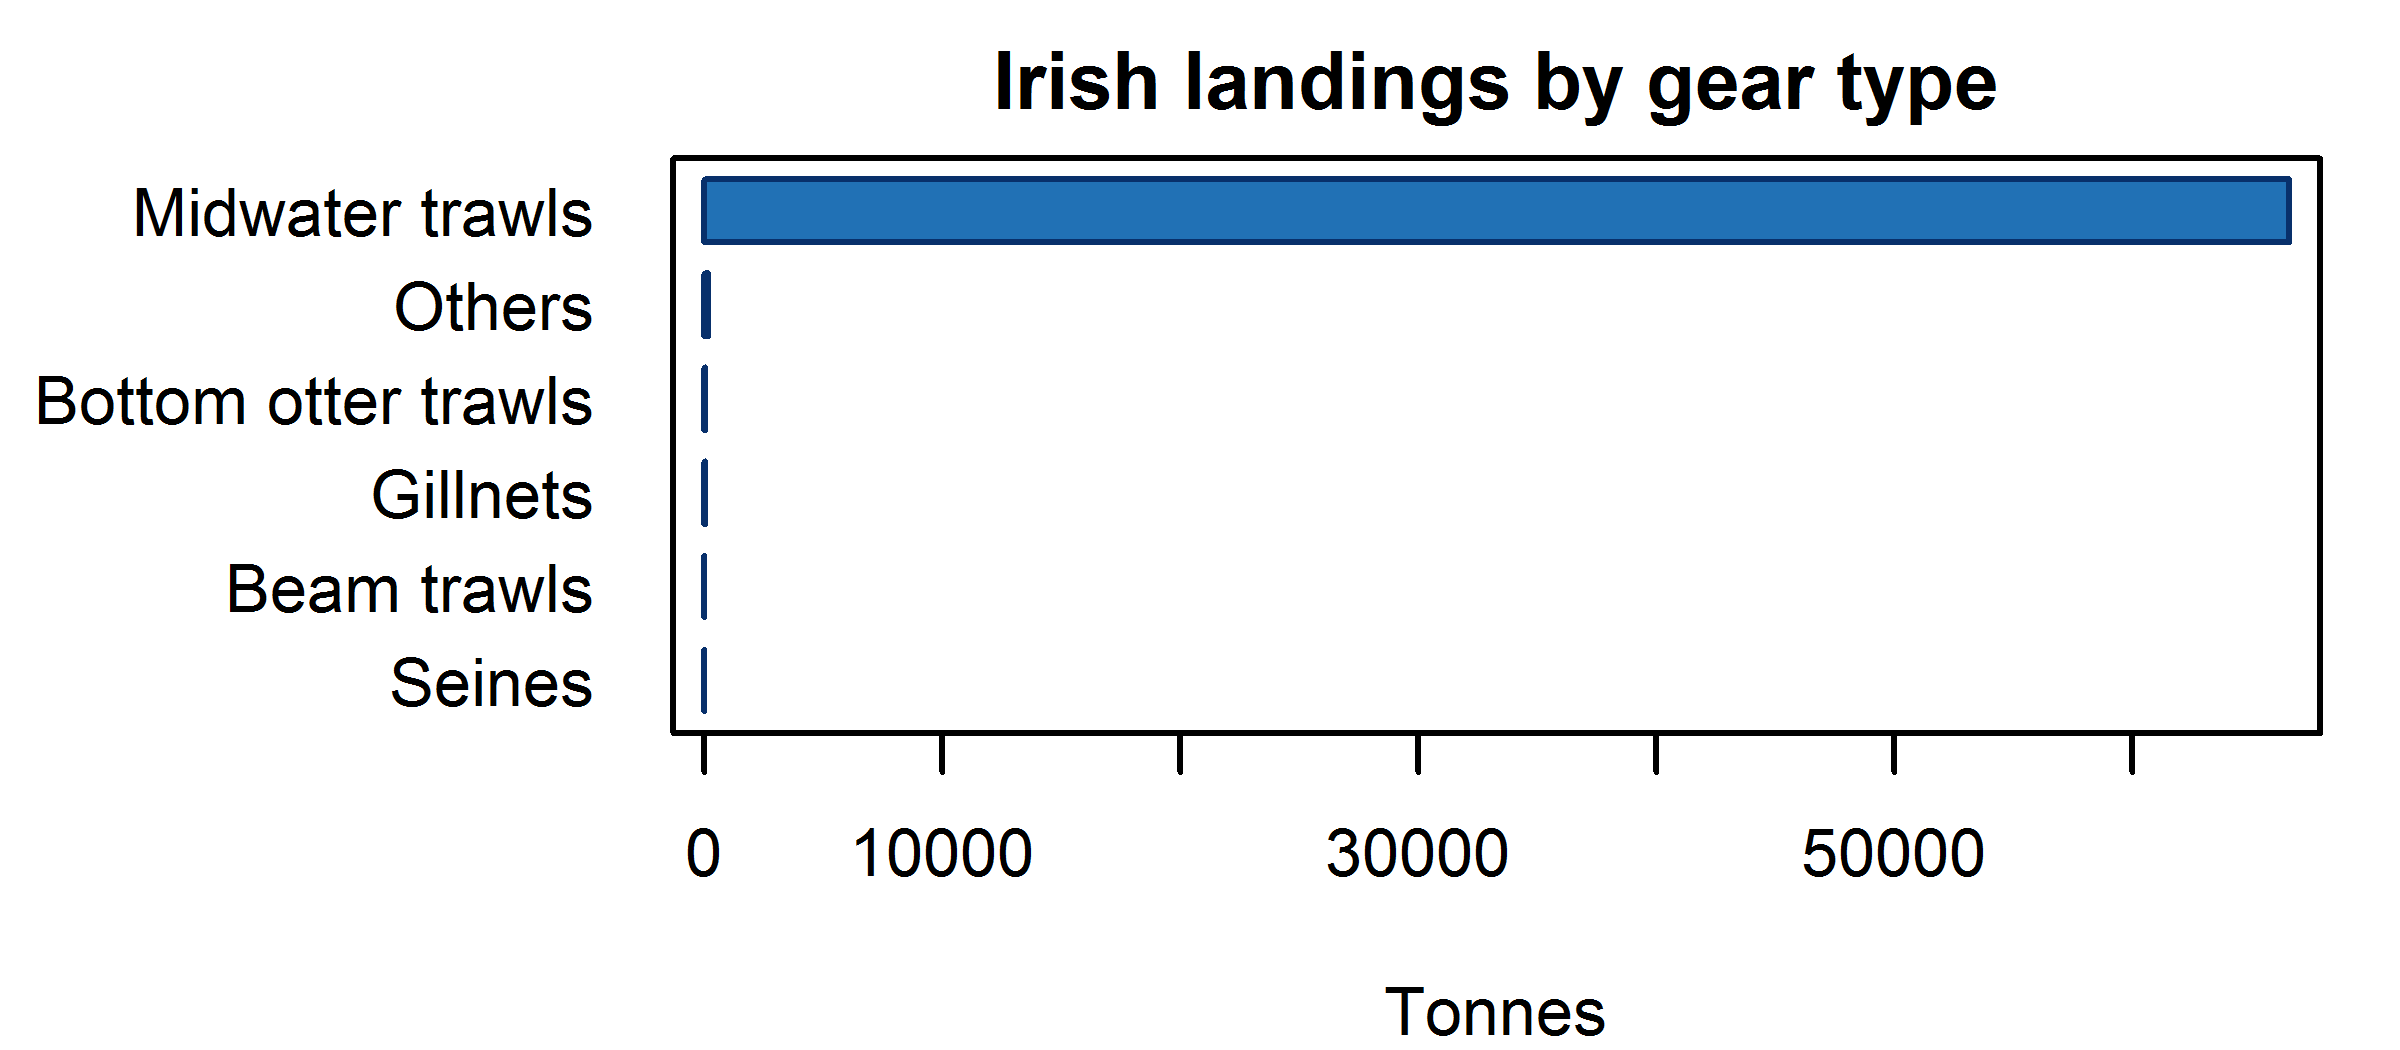 Irish landings by gear type
Midwater trawls
Others
Bottom otter trawls
Gillnets
Beam trawls
Seines
0 10000 30000 50000
Tonnes